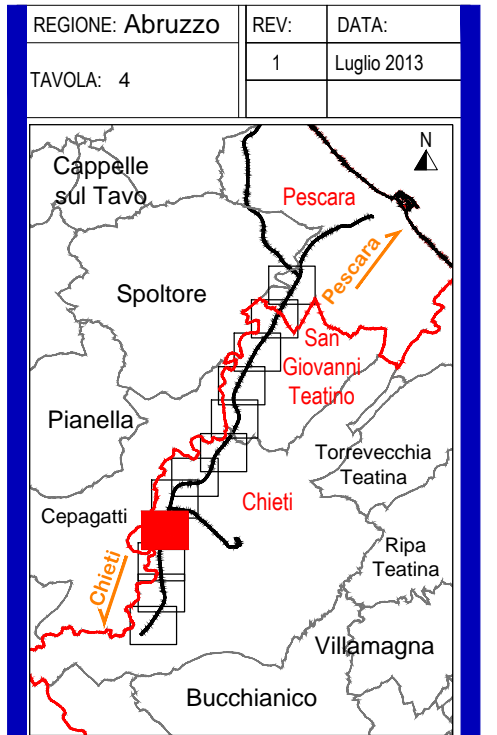 REGIONE: Abruzzo
REV:
DATA:
1
Luglio 2013
TAVOLA: 4
N
Cappelle
sul Tavo
Pescara
Pescara
Spoltore
San
Giovanni
Teatino
Pianella
Torrevecchia
Teatina
Chieti
Cepagatti
Ripa
Teatina
Chieti
Villamagna
Bucchianico